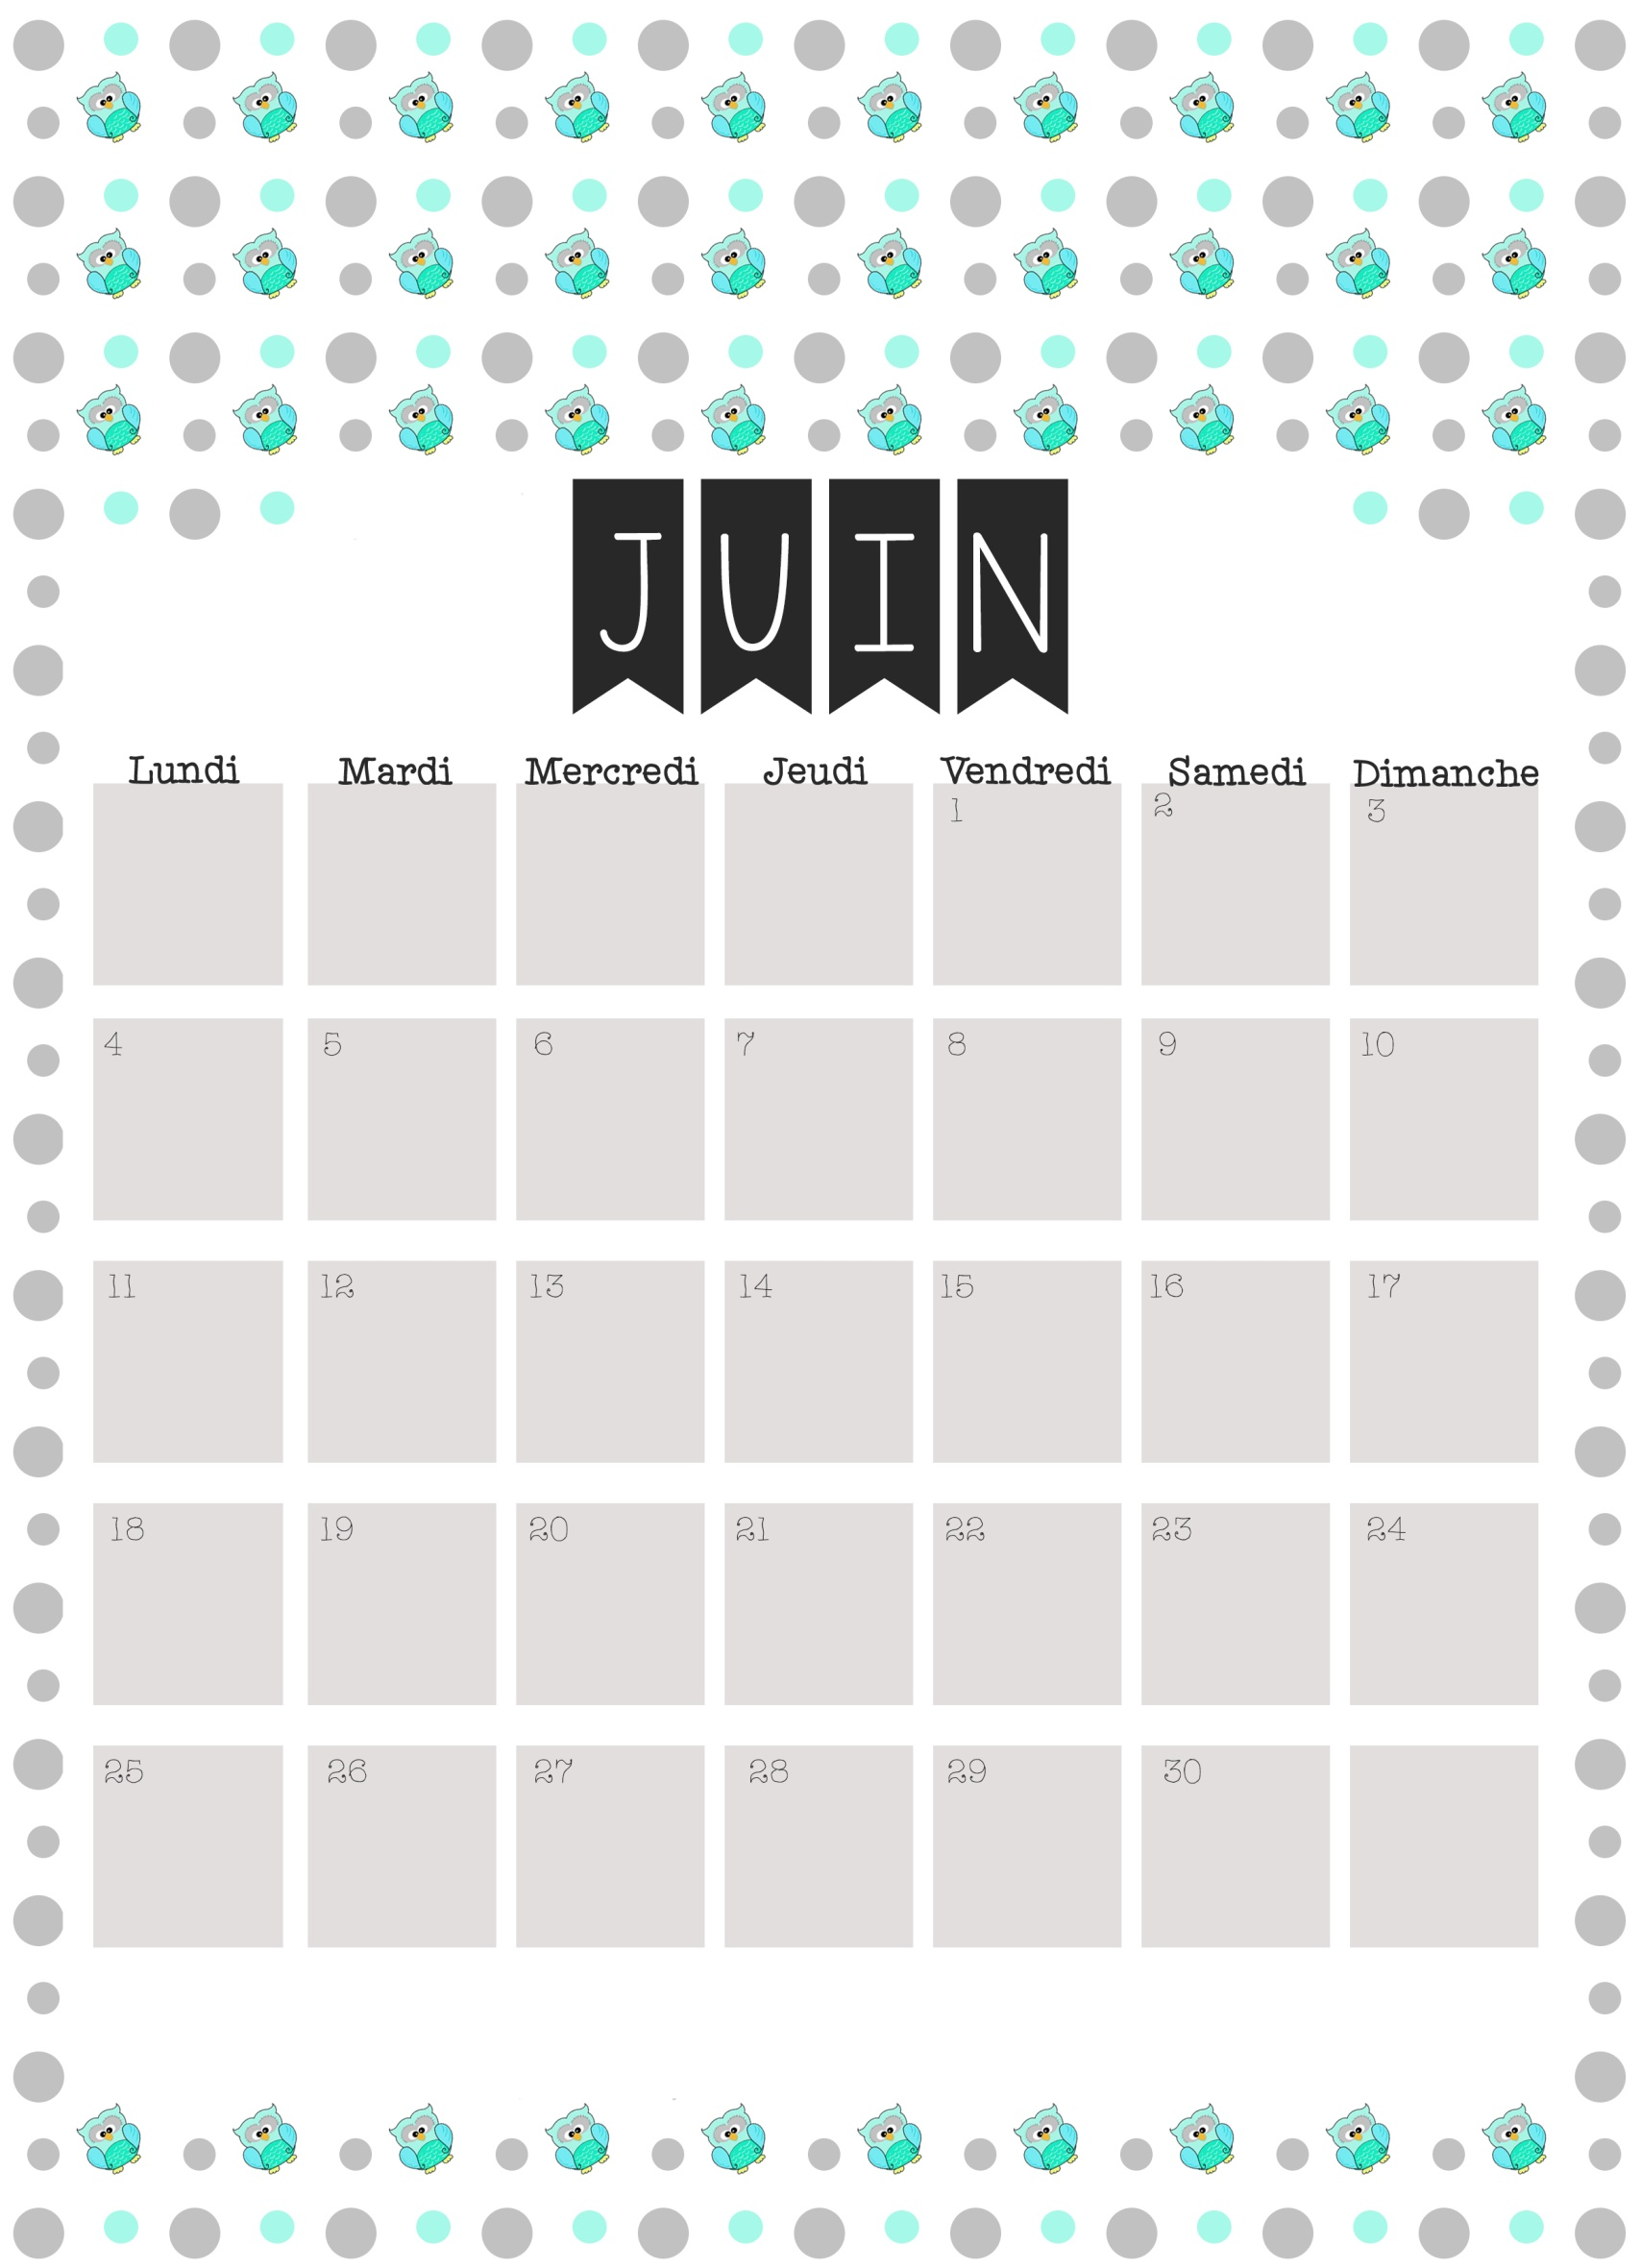 JUIN
Lundi Mardi Mercredi Jeudi Vendredi Samedi Dimanche
1 2 3
4 5 6 7 8 9 10
11 12 13 14 15 16 17
18 19 20 21 22 23 24
25 26 27 28 29 30